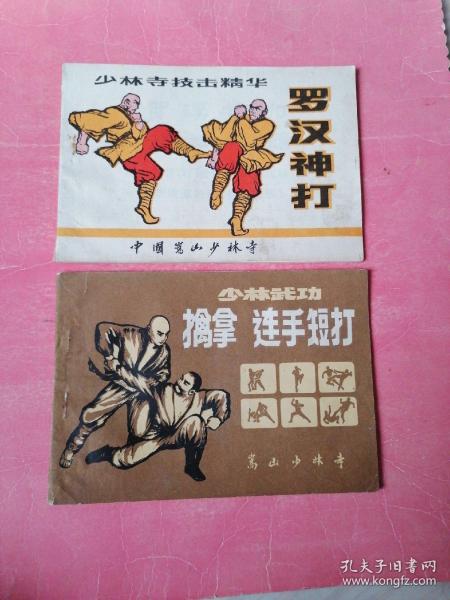 少林寺技击精华
罗汉神打
中国嵩山少林寺
少林武功
擒拿 连手短打
嵩山少林寺
孔夫子旧书网
www.kongfz.com